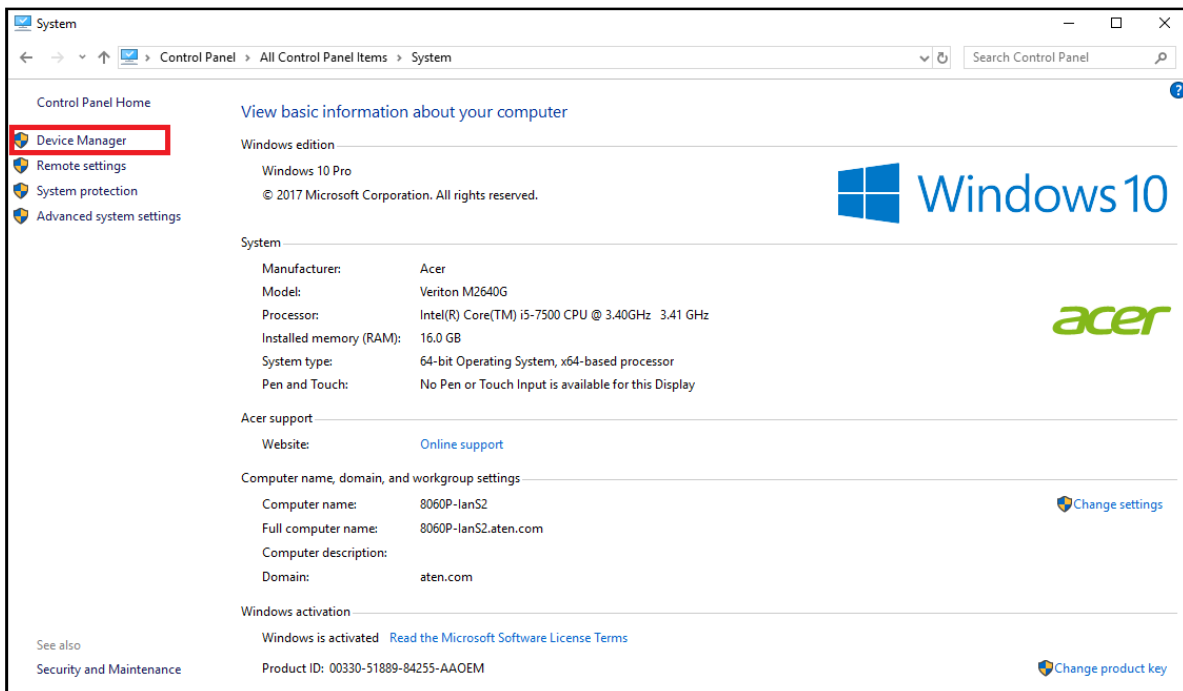 System
Control Panel > All Control Panel Items > System
Search Control Panel
Control Panel Home
Device Manager
Remote settings
System protection
Advanced system settings
See also
Security and Maintenance
?
View basic information about your computer
Windows edition
Windows 10 Pro
© 2017 Microsoft Corporation. All rights reserved.
Windows 10
System
Manufacturer: Acer
Model: Veriton M2640G
Processor: Intel(R) Core(TM) i5-7500 CPU @ 3.40GHz 3.41 GHz
Installed memory (RAM): 16.0 GB
System type: 64-bit Operating System, x64-based processor
Pen and Touch: No Pen or Touch Input is available for this Display
acer
Acer support
Website: Online support
Computer name, domain, and workgroup settings
Computer name: 8060P-IanS2
Change settings
Full computer name: 8060P-IanS2.aten.com
Computer description:
Domain: aten.com
Windows activation
Windows is activated Read the Microsoft Software License Terms
Product ID: 00330-51889-84255-AAOEM
Change product key